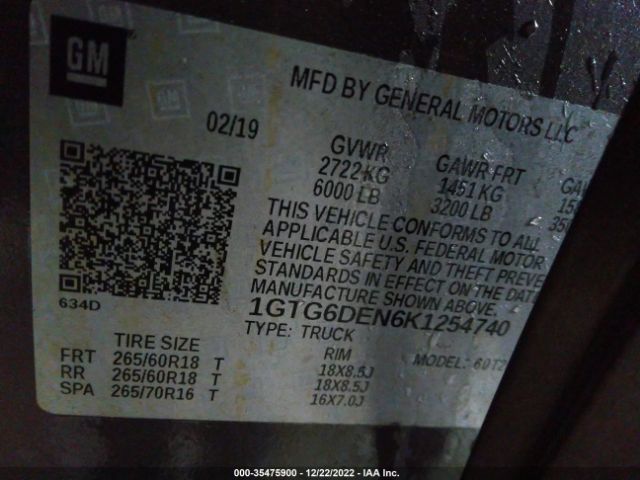 GM
MFD BY GENERAL MOTORS LLC
02/19
GVWR GAWR FRT
2722 KG 1451 KG
6000 LB 3200 LB
THIS VEHICLE CONFORMS TO ALL
APPLICABLE U.S. FEDERAL MOTOR
VEHICLE SAFETY AND THEFT PREVE
STANDARDS IN EFFECT ON THE DATE
MANUFACTURE SHOWN ABOVE.
1GTG6DEN6K1254740
TYPE: TRUCK MODEL:
634D
TIRE SIZE RIM
FRT 265/60R18 T 18X8.5J
RR 265/60R18 T 18X8.5J
SPA 265/70R16 T 16X7.0J
000-35475900 - 12/22/2022 - IAA Inc.